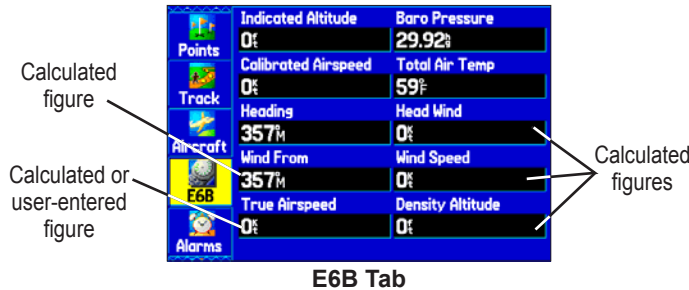 Indicated Altitude Baro Pressure
Points 0ft 29.92
Calibrated Airspeed Total Air Temp
Track 0kt 59°F
Heading Head Wind
Aircraft 357°M 0kt
Wind From Wind Speed
E6B 357°M 0kt
True Airspeed Density Altitude
Alarms 0kt 0ft
Calculated
figure
Calculated or
user-entered
figure
Calculated
figures
E6B Tab